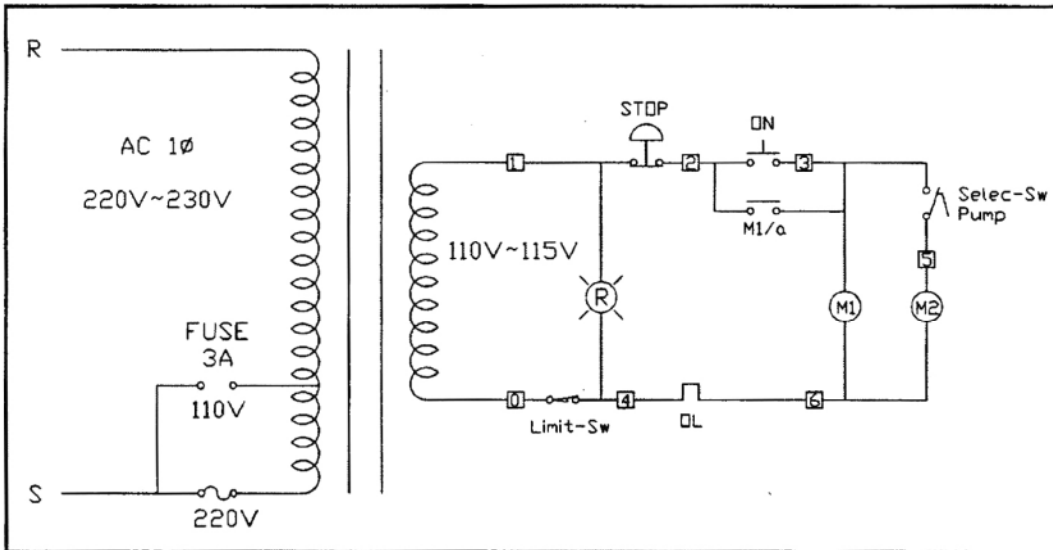 R
AC 1Ø
220V~230V
FUSE
3A
110V
S
220V
110V~115V
1
STOP
2
ON
3
M1/a
Selec-Sw
Pump
5
R
M1
M2
0
Limit-Sw
4
OL
6